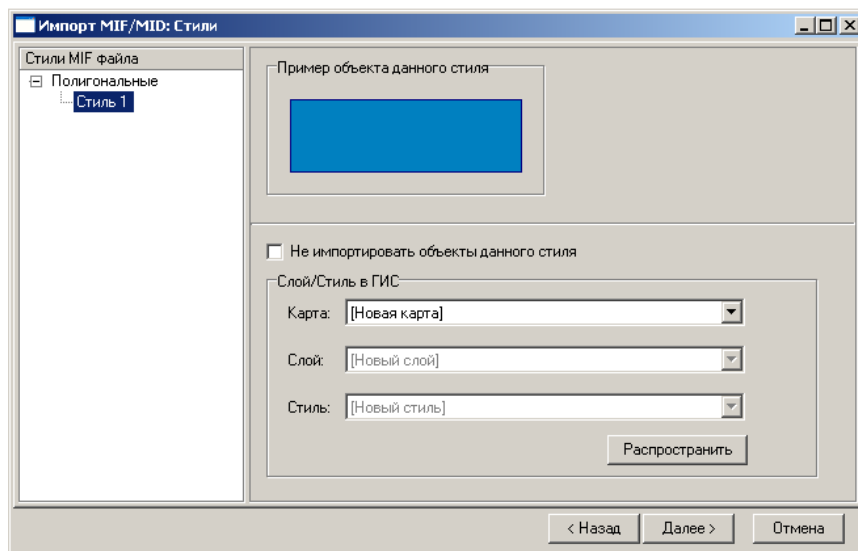 Импорт MIF/MID: Стили
Стили MIF файла
Полигональные
Стиль 1
Пример объекта данного стиля
Не импортировать объекты данного стиля
Слой/Стиль в ГИС
Карта: [Новая карта]
Слой: [Новый слой]
Стиль: [Новый стиль]
Распространить
< Назад Далее > Отмена